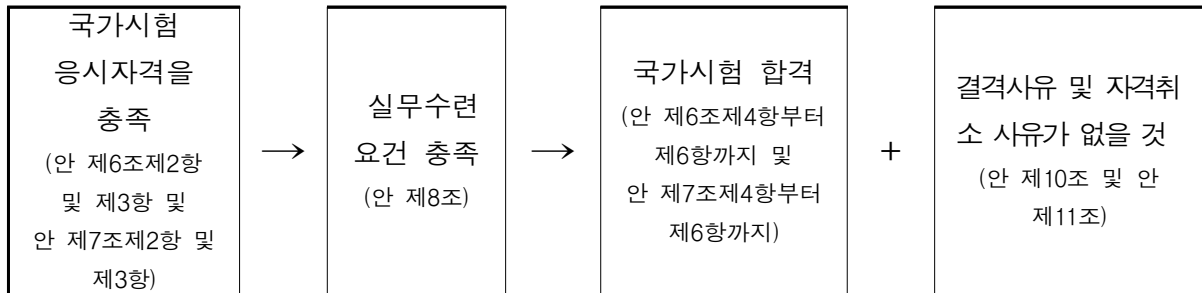 국가시험
응시자격을
충족
(안 제6조제2항
및 제3항 및
안 제7조제2항 및
제3항)
→
실무수련
요건 충족
(안 제8조)
→
국가시험 합격
(안 제6조제4항부터
제6항까지 및
안 제7조제4항부터
제6항까지)
+
결격사유 및 자격취
소 사유가 없을 것
(안 제10조 및 안
제11조)